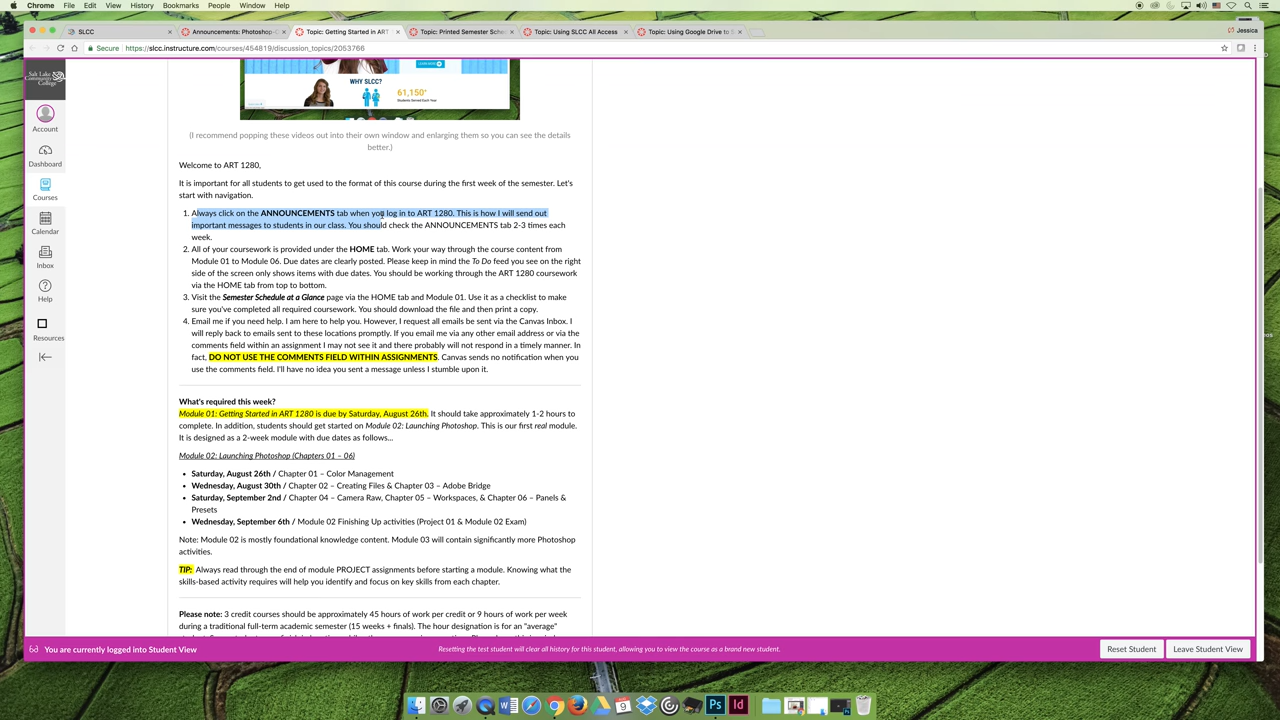 Chrome File Edit View History Bookmarks People Window Help
SLCC
Announcements: Photoshop-
Topic: Getting Started in ART
Topic: Printed Semester Sche
Topic: Using SLCC All Access
Topic: Using Google Drive to S
Jessica
Secure https://slcc.instructure.com/courses/454819/discussion_topics/2053766
Salt Lake
Community
College
Account
Dashboard
Courses
Calendar
Inbox
Help
Resources
WHY SLCC?
61,150*
Students Served Each Year
(I recommend popping these videos out into their own window and enlarging them so you can see the details
better.)
Welcome to ART 1280,
It is important for all students to get used to the format of this course during the first week of the semester. Let's
start with navigation.
1. Always click on the ANNOUNCEMENTS tab when you log in to ART 1280. This is how I will send out
important messages to students in our class. You should check the ANNOUNCEMENTS tab 2-3 times each
week.
2. All of your coursework is provided under the HOME tab. Work your way through the course content from
Module 01 to Module 06. Due dates are clearly posted. Please keep in mind the To Do feed you see on the right
side of the screen only shows items with due dates. You should be working through the ART 1280 coursework
via the HOME tab from top to bottom.
3. Visit the Semester Schedule at a Glance page via the HOME tab and Module 01. Use it as a checklist to make
sure you've completed all required coursework. You should download the file and then print a copy.
4. Email me if you need help. I am here to help you. However, I request all emails be sent via the Canvas Inbox. I
will reply back to emails sent to these locations promptly. If you email me via any other email address or via the
comments field within an assignment I may not see it and there probably will not respond in a timely manner. In
fact, DO NOT USE THE COMMENTS FIELD WITHIN ASSIGNMENTS. Canvas sends no notification when you
use the comments field. I'll have no idea you sent a message unless I stumble upon it.
What's required this week?
Module 01: Getting Started in ART 1280 is due by Saturday, August 26th. It should take approximately 1-2 hours to
complete. In addition, students should get started on Module 02: Launching Photoshop. This is our first real module.
It is designed as a 2-week module with due dates as follows...
Module 02: Launching Photoshop (Chapters 01 – 06)
• Saturday, August 26th / Chapter 01 – Color Management
• Wednesday, August 30th / Chapter 02 – Creating Files & Chapter 03 – Adobe Bridge
• Saturday, September 2nd / Chapter 04 – Camera Raw, Chapter 05 – Workspaces, & Chapter 06 – Panels &
Presets
• Wednesday, September 6th / Module 02 Finishing Up activities (Project 01 & Module 02 Exam)
Note: Module 02 is mostly foundational knowledge content. Module 03 will contain significantly more Photoshop
activities.
TIP: Always read through the end of module PROJECT assignments before starting a module. Knowing what the
skills-based activity requires will help you identify and focus on key skills from each chapter.
Please note: 3 credit courses should be approximately 45 hours of work per credit or 9 hours of work per week
during a traditional full-term academic semester (15 weeks + finals). The hour designation is for an "average"
You are currently logged into Student View
Resetting the test student will clear all history for this student, allowing you to view the course as a brand new student.
Reset Student
Leave Student View
9
Ps
Id